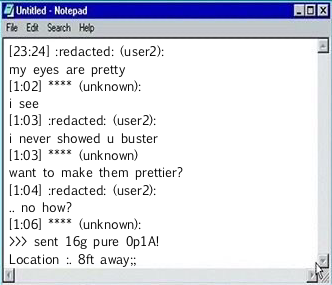 Untitled - Notepad
File Edit Search Help
[23:24] :redacted: (user2):
my eyes are pretty
[1:02] **** (unknown):
i see
[1:03] :redacted: (user2):
i never showed u buster
[1:03] **** (unknown)
want to make them prettier?
[1:04] :redacted: (user2):
.. no how?
[1:06] **** (unknown):
>>> sent 16g pure 0p1A!
Location :. 8ft away;;